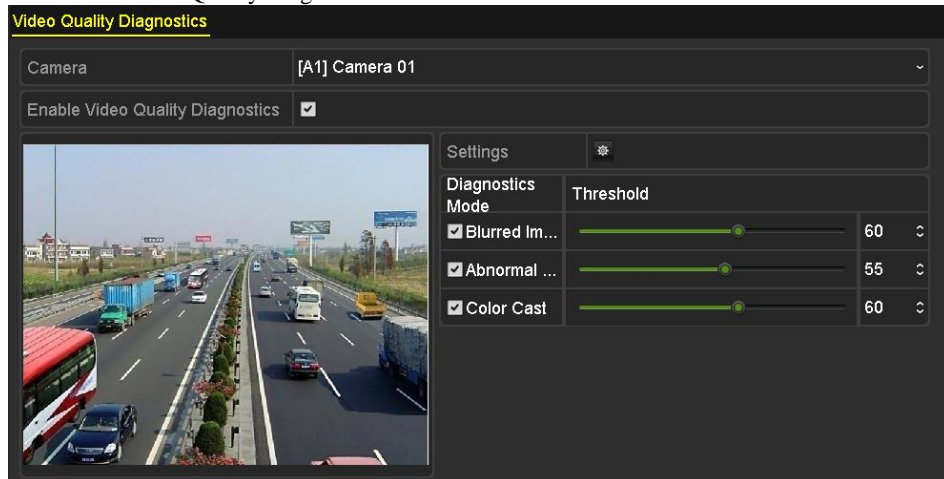 Video Quality Diagnostics
Camera
[A1] Camera 01
Enable Video Quality Diagnostics
Settings
Diagnostics Mode
Threshold
Blurred Im...
60
Abnormal ...
55
Color Cast
60